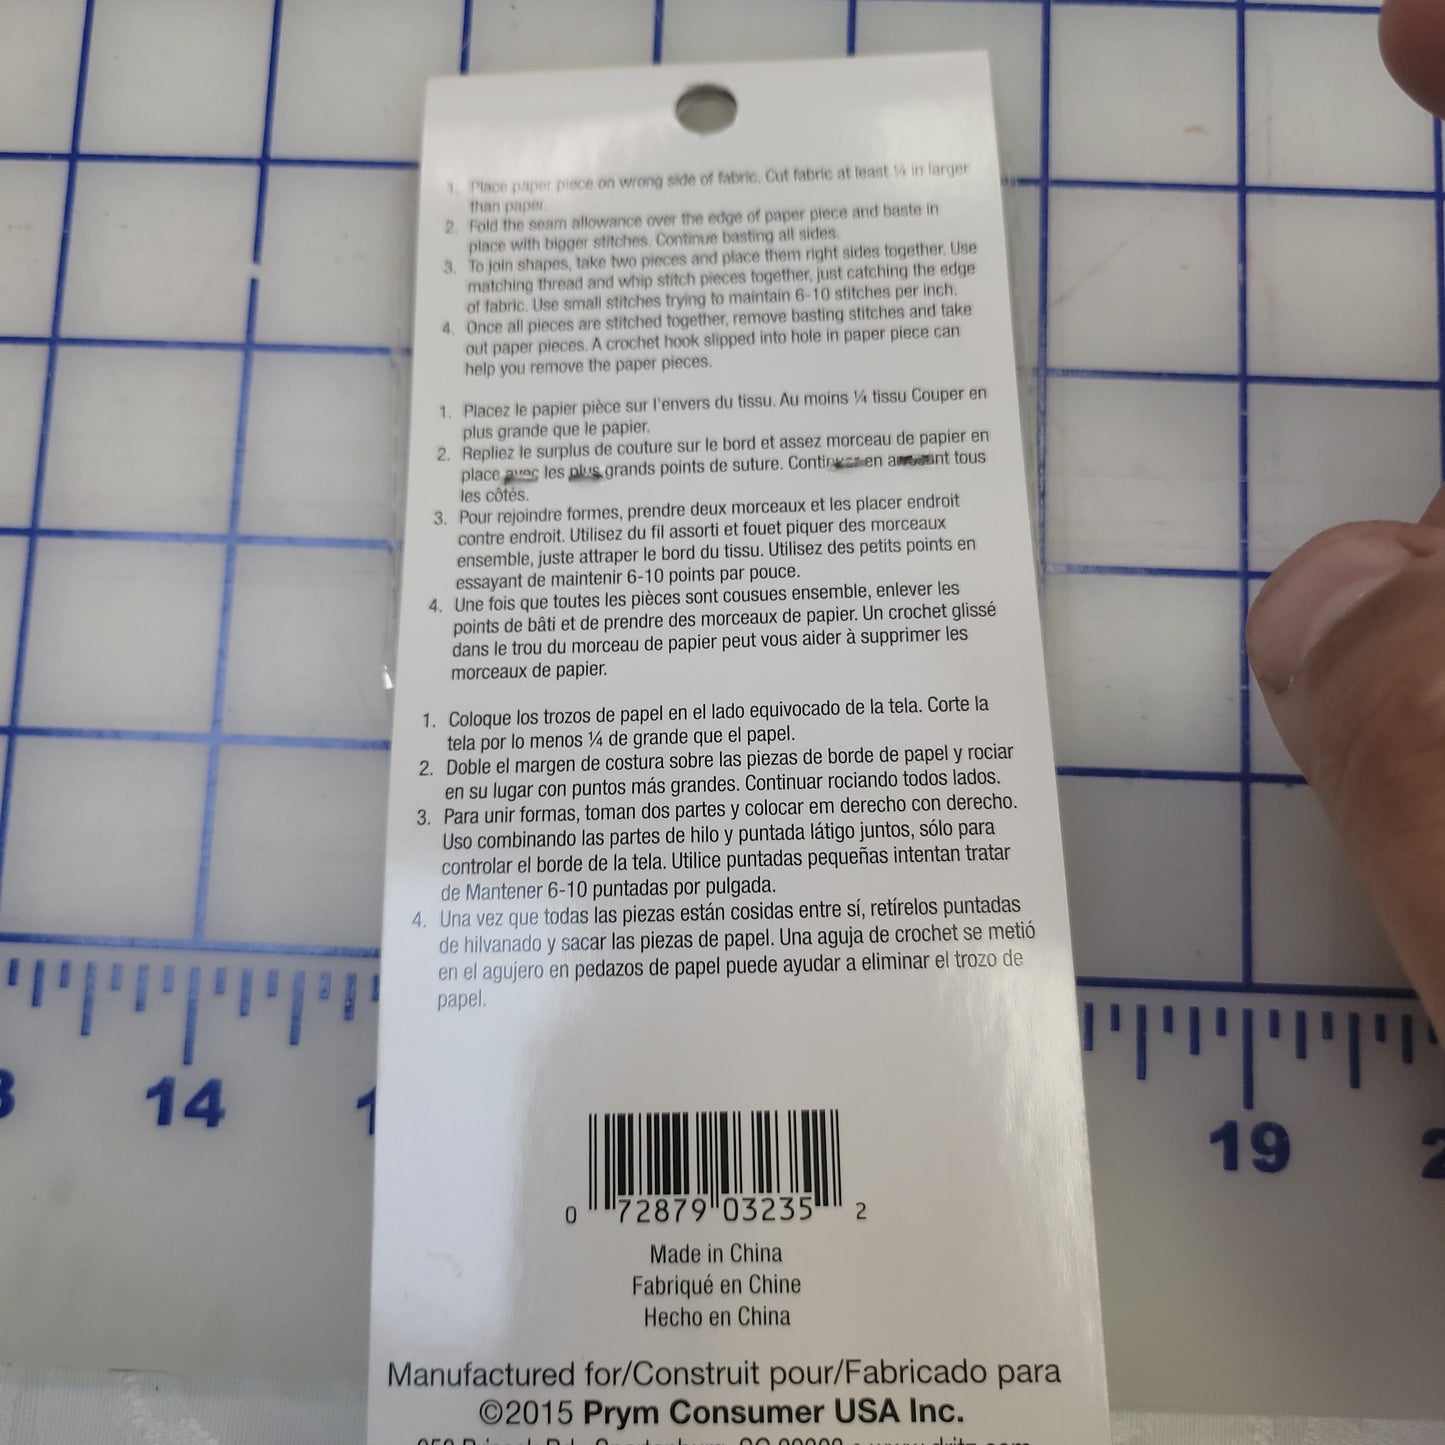 1. Place paper piece on wrong side of fabric. Cut fabric at least ¼ in larger
than paper.
2. Fold the seam allowance over the edge of paper piece and baste in
place with bigger stitches. Continue basting all sides.
3. To join shapes, take two pieces and place them right sides together. Use
matching thread and whip stitch pieces together, just catching the edge
of fabric. Use small stitches trying to maintain 6-10 stitches per inch.
4. Once all pieces are stitched together, remove basting stitches and take
out paper pieces. A crochet hook slipped into hole in paper piece can
help you remove the paper pieces.
1. Placez le papier pièce sur l'envers du tissu. Au moins ¼ tissu Couper en
plus grande que le papier.
2. Repliez le surplus de couture sur le bord et assez morceau de papier en
place avec les plus grands points de suture. en tous
les côtés.
3. Pour rejoindre formes, prendre deux morceaux et les placer endroit
contre endroit. Utilisez du fil assorti et fouet piquer des morceaux
ensemble, juste attraper le bord du tissu. Utilisez des petits points en
essayant de maintenir 6-10 points par pouce.
4. Une fois que toutes les pièces sont cousues ensemble, enlever les
points de bâti et de prendre des morceaux de papier. Un crochet glissé
dans le trou du morceau de papier peut vous aider à supprimer les
morceaux de papier.
1. Coloque los trozos de papel en el lado equivocado de la tela. Corte la
tela por lo menos ¼ de grande que el papel.
2. Doble el margen de costura sobre las piezas de borde de papel y rociar
en su lugar con puntos más grandes. Continuar rociando todos lados.
3. Para unir formas, toman dos partes y colocar em derecho con derecho.
Uso combinando las partes de hilo y puntada látigo juntos, sólo para
controlar el borde de la tela. Utilice puntadas pequeñas intentan tratar
de Mantener 6-10 puntadas por pulgada.
4. Una vez que todas las piezas están cosidas entre sí, retírelos puntadas
de hilvanado y sacar las piezas de papel. Una aguja de crochet se metió
en el agujero en pedazos de papel puede ayudar a eliminar el trozo de
papel.
14 19
0 72879 03235 2
Made in China
Fabriqué en Chine
Hecho en China
Manufactured for/Construit pour/Fabricado para
©2015 Prym Consumer USA Inc.